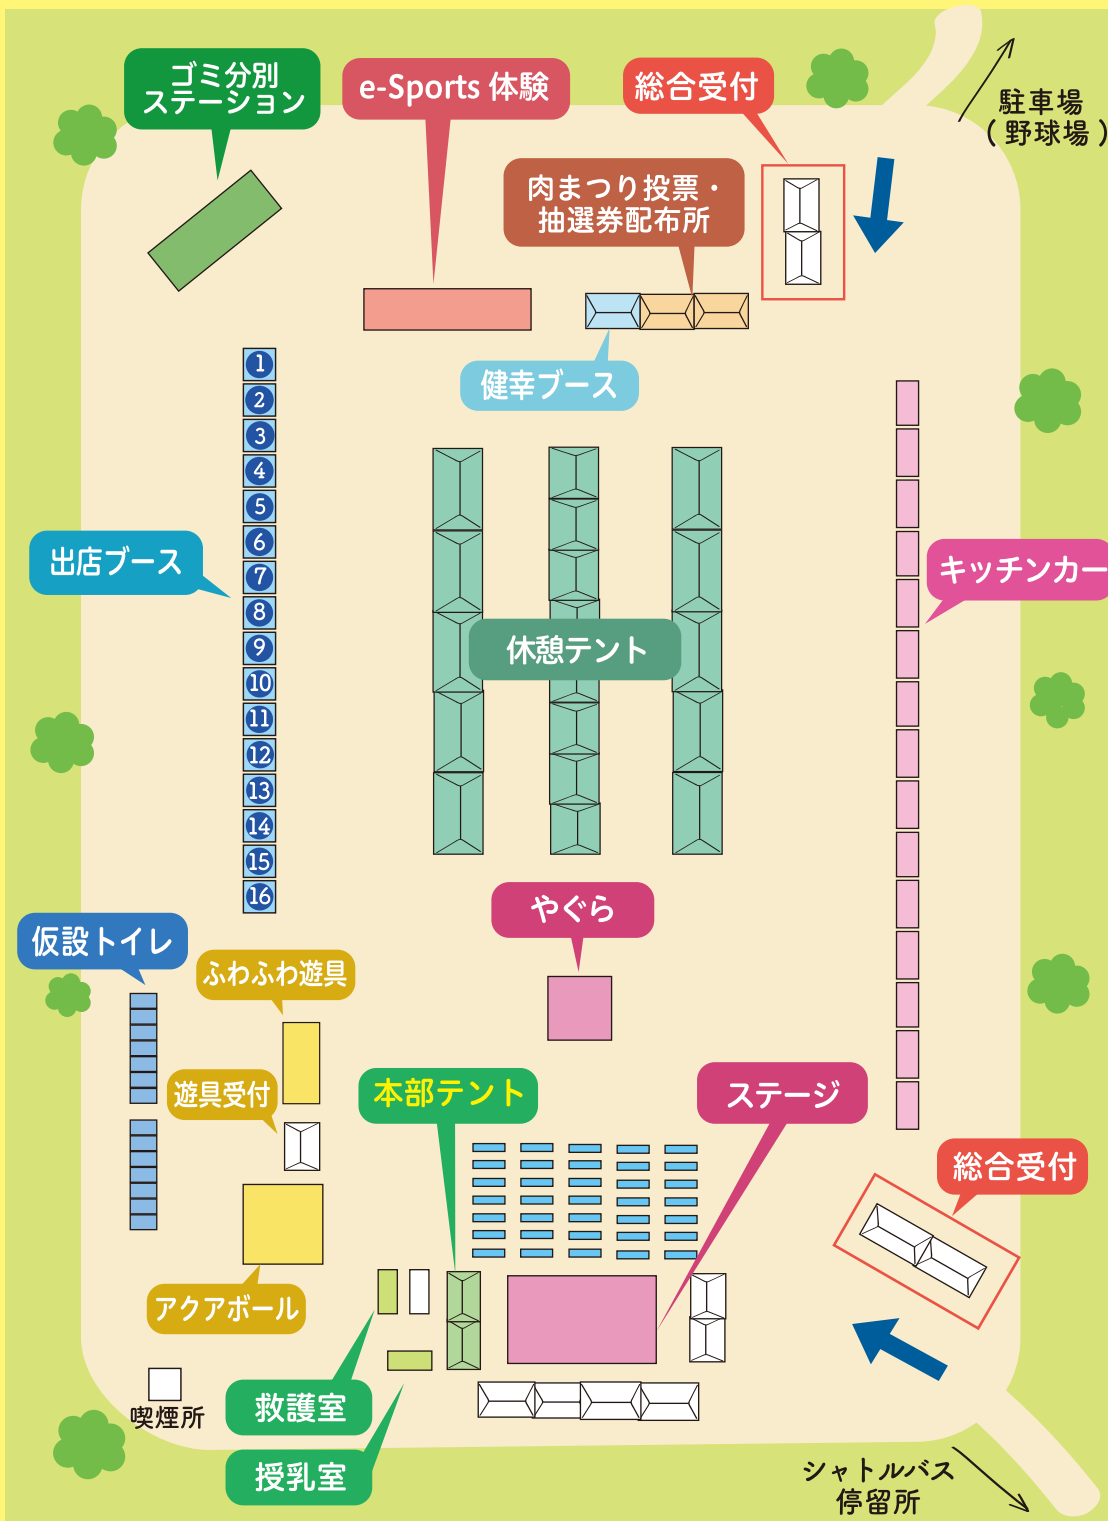 ゴミ分別
ステーション
e-Sports 体験
総合受付
駐車場
(野球場)
肉まつり投票・
抽選券配布所
健幸ブース
1
2
3
4
5
6
7
8
9
10
11
12
13
14
15
16
出店ブース
キッチンカー
休憩テント
やぐら
仮設トイレ
ふわふわ遊具
遊具受付
本部テント
ステージ
総合受付
アクアボール
喫煙所
救護室
授乳室
シャトルバス
停留所